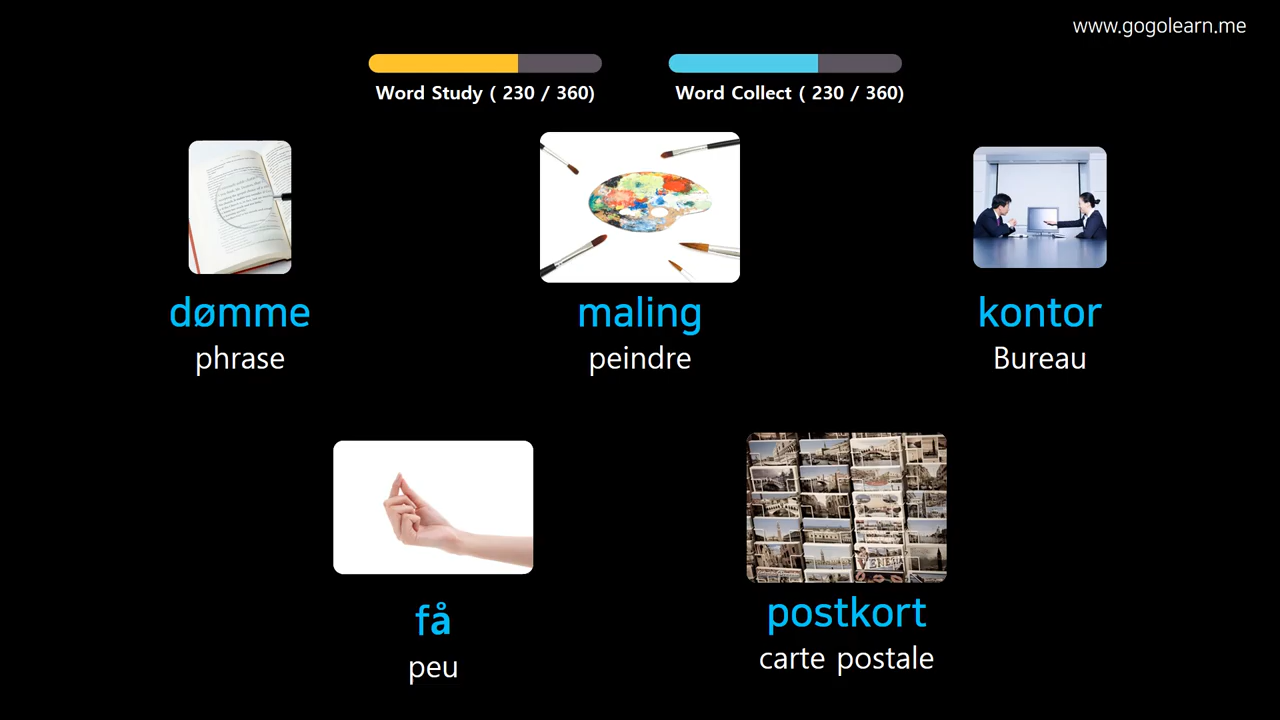 www.gogolearn.me
Word Study ( 230 / 360)
Word Collect ( 230 / 360)
dømme
phrase
maling
peindre
kontor
Bureau
få
peu
postkort
carte postale